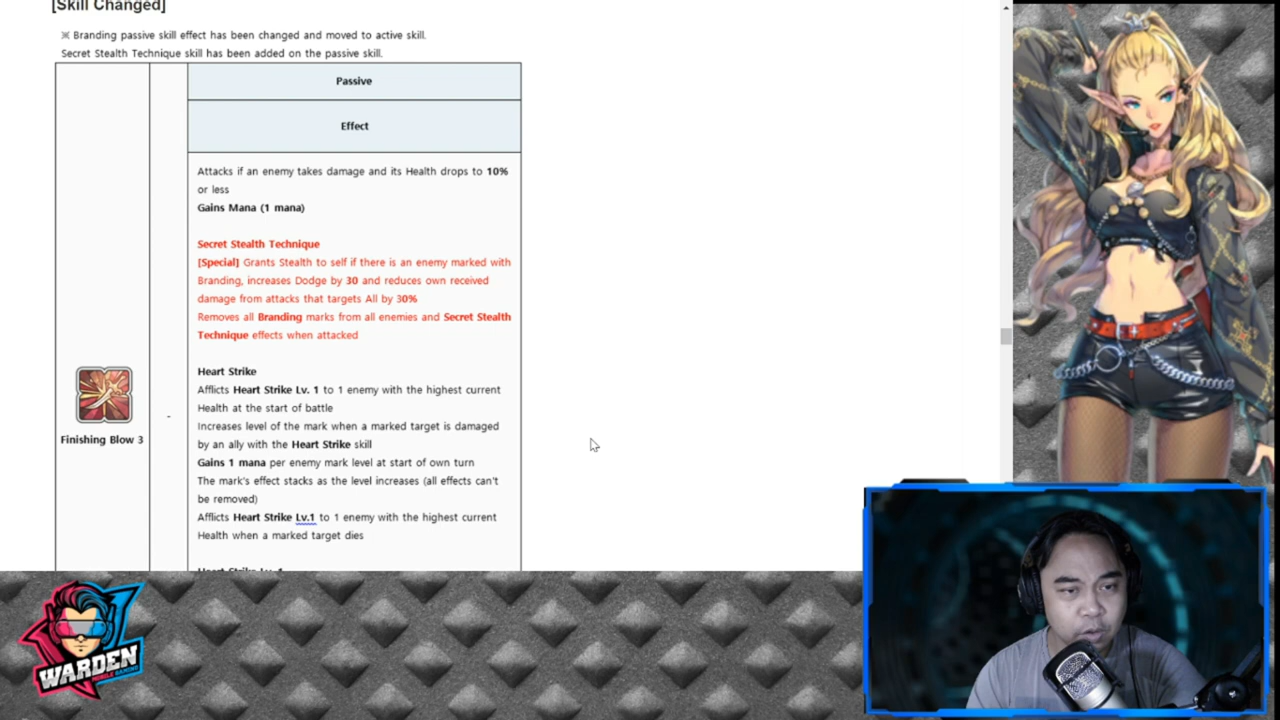 [Skill Changed]
※ Branding passive skill effect has been changed and moved to active skill.
Secret Stealth Technique skill has been added on the passive skill.
Passive
Effect
Attacks if an enemy takes damage and its Health drops to 10%
or less
Gains Mana (1 mana)
Secret Stealth Technique
[Special] Grants Stealth to self if there is an enemy marked with
Branding, increases Dodge by 30 and reduces own received
damage from attacks that targets All by 30%
Removes all Branding marks from all enemies and Secret Stealth
Technique effects when attacked
Heart Strike
Afflicts Heart Strike Lv. 1 to 1 enemy with the highest current
Health at the start of battle
Increases level of the mark when a marked target is damaged
by an ally with the Heart Strike skill
Gains 1 mana per enemy mark level at start of own turn
The mark's effect stacks as the level increases (all effects can't
be removed)
Afflicts Heart Strike Lv.1 to 1 enemy with the highest current
Health when a marked target dies
Heart Strike Lv. 1
-
Finishing Blow 3
WARDEN
MOBILE GAMING